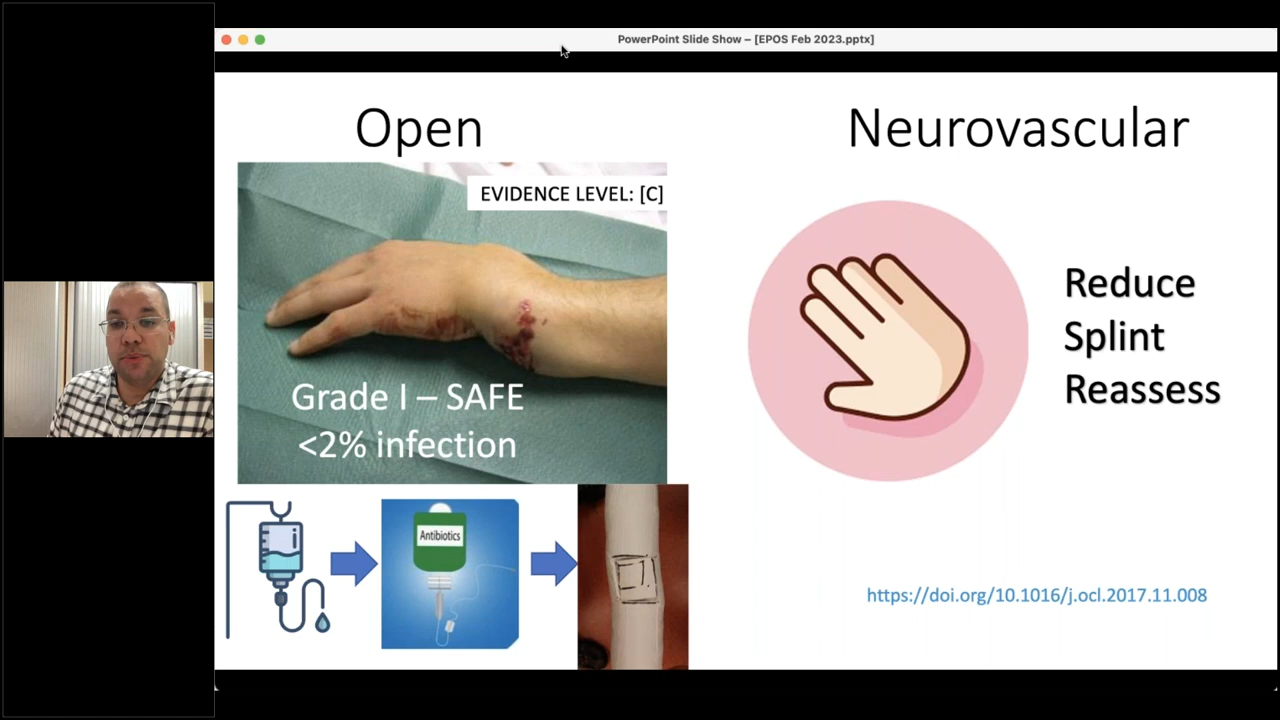 PowerPoint Slide Show – [EPOS Feb 2023.pptx]
Open
EVIDENCE LEVEL: [C]
Grade I – SAFE
<2% infection
Antibiotics
Neurovascular
Reduce
Splint
Reassess
https://doi.org/10.1016/j.ocl.2017.11.008